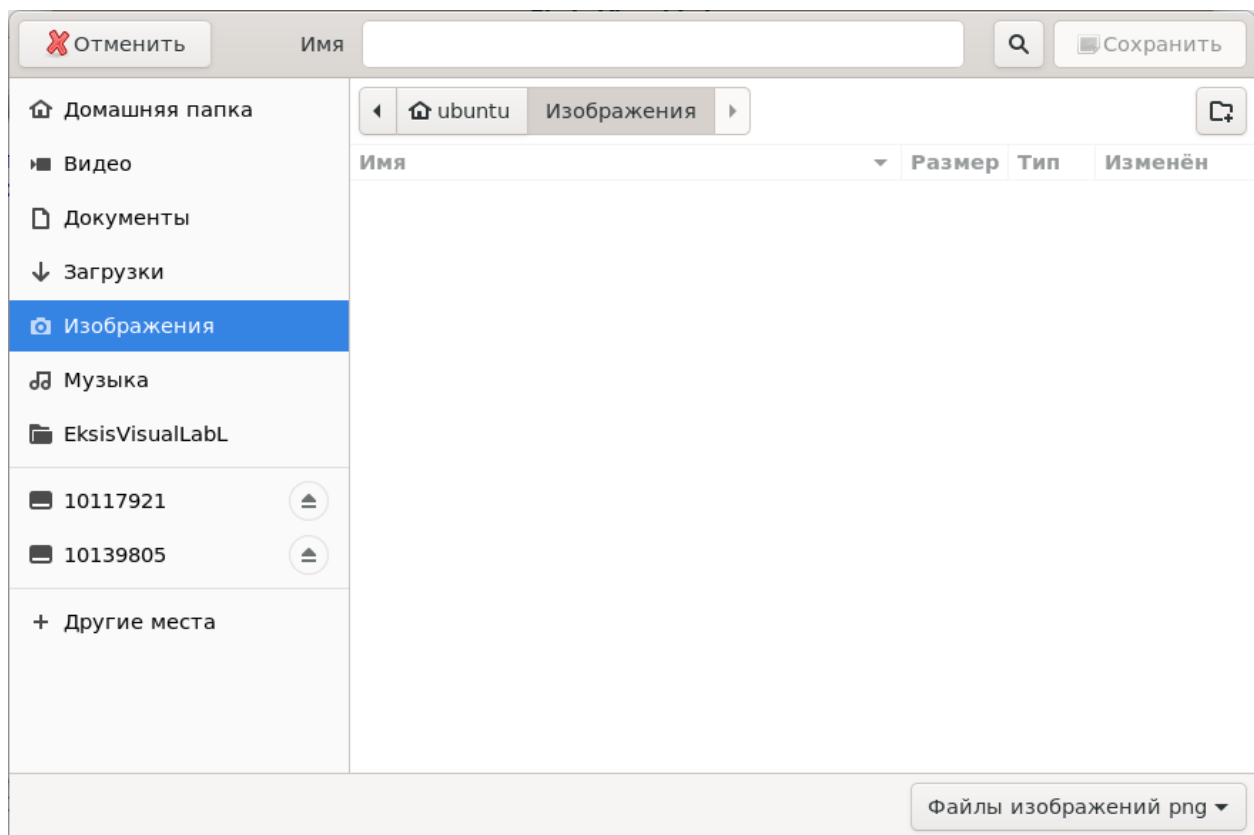 Отменить Имя Сохранить
Домашняя папка
Видео
Документы
Загрузки
Изображения
Музыка
EksisVisualLabL
10117921
10139805
Другие места
ubuntu Изображения
Имя Размер Тип Изменён
Файлы изображений png